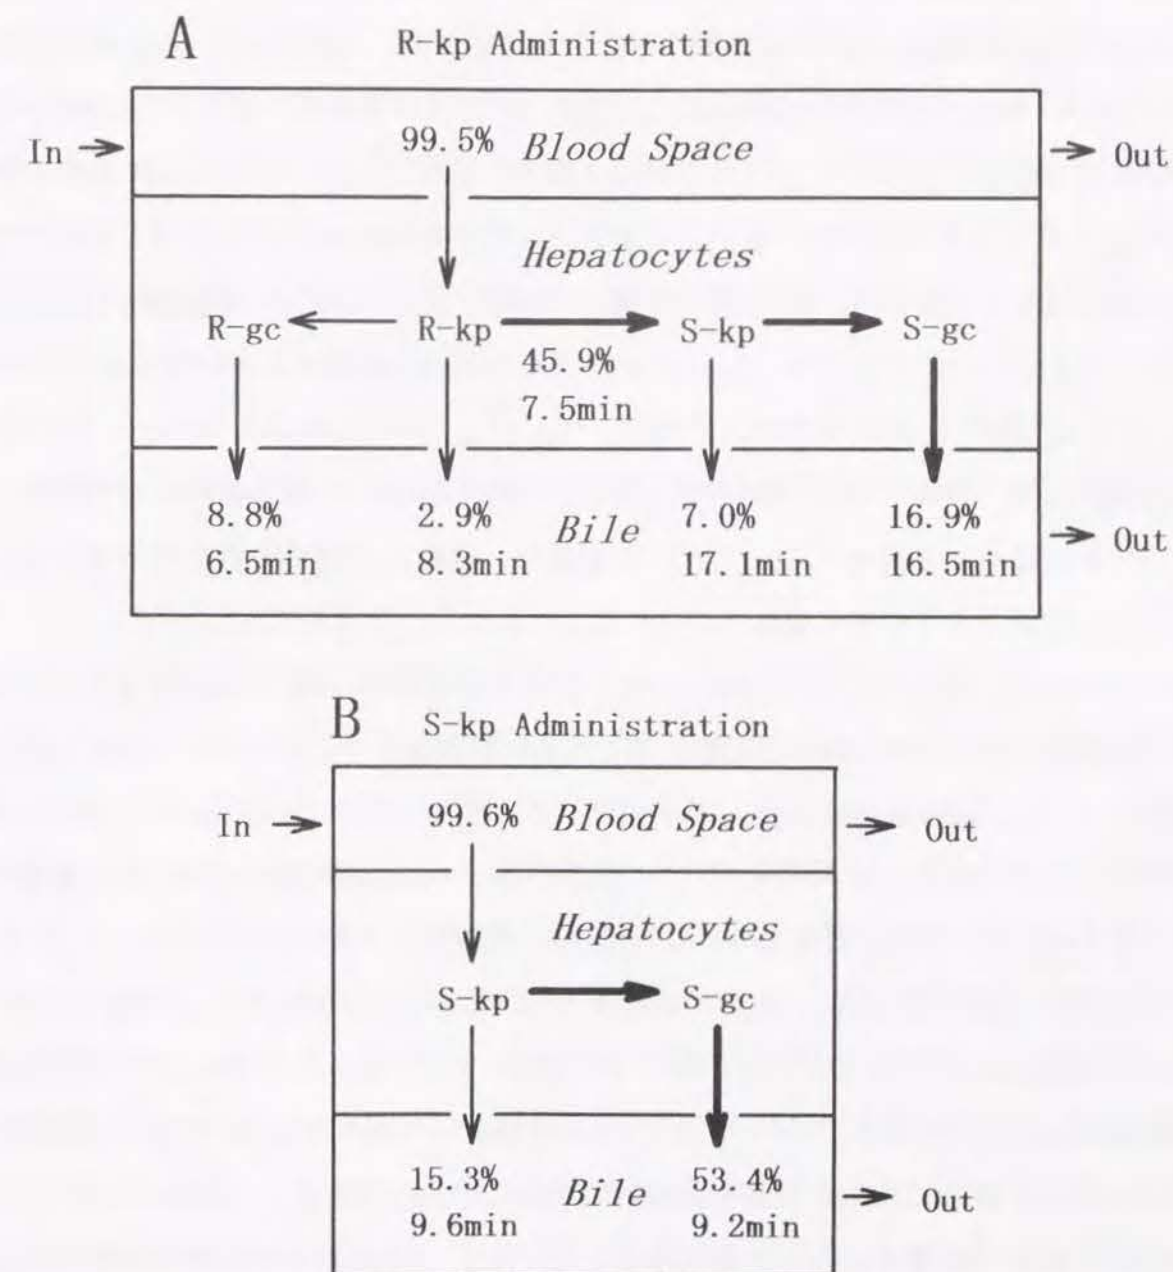 A R-kp Administration
In 99.5% Blood Space Out
Hepatocytes
R-gc R-kp S-kp S-gc
45.9%
7.5min
8.8% 2.9% Bile 7.0% 16.9%
6.5min 8.3min 17.1min 16.5min Out
B S-kp Administration
In 99.6% Blood Space Out
Hepatocytes
S-kp S-gc
15.3% Bile 53.4% Out
9.6min 9.2min